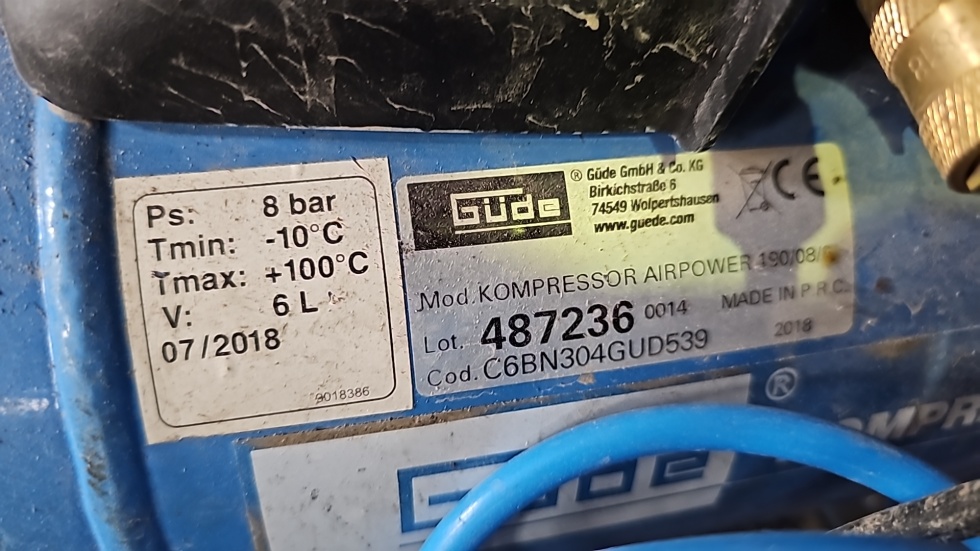 Ps: 8 bar
Tmin: -10°C
Tmax: +100°C
V: 6 L
07/2018
9018386
Güde
® Güde GmbH & Co. KG
Birkichstraße 6
74549 Wolpertshausen
www.guede.com
CE
Mod. KOMPRESSOR AIRPOWER 190/08/
Lot. 487236 0014 MADE IN P.R.C.
2018
Cod. C6BN304GUD539
®
Güde